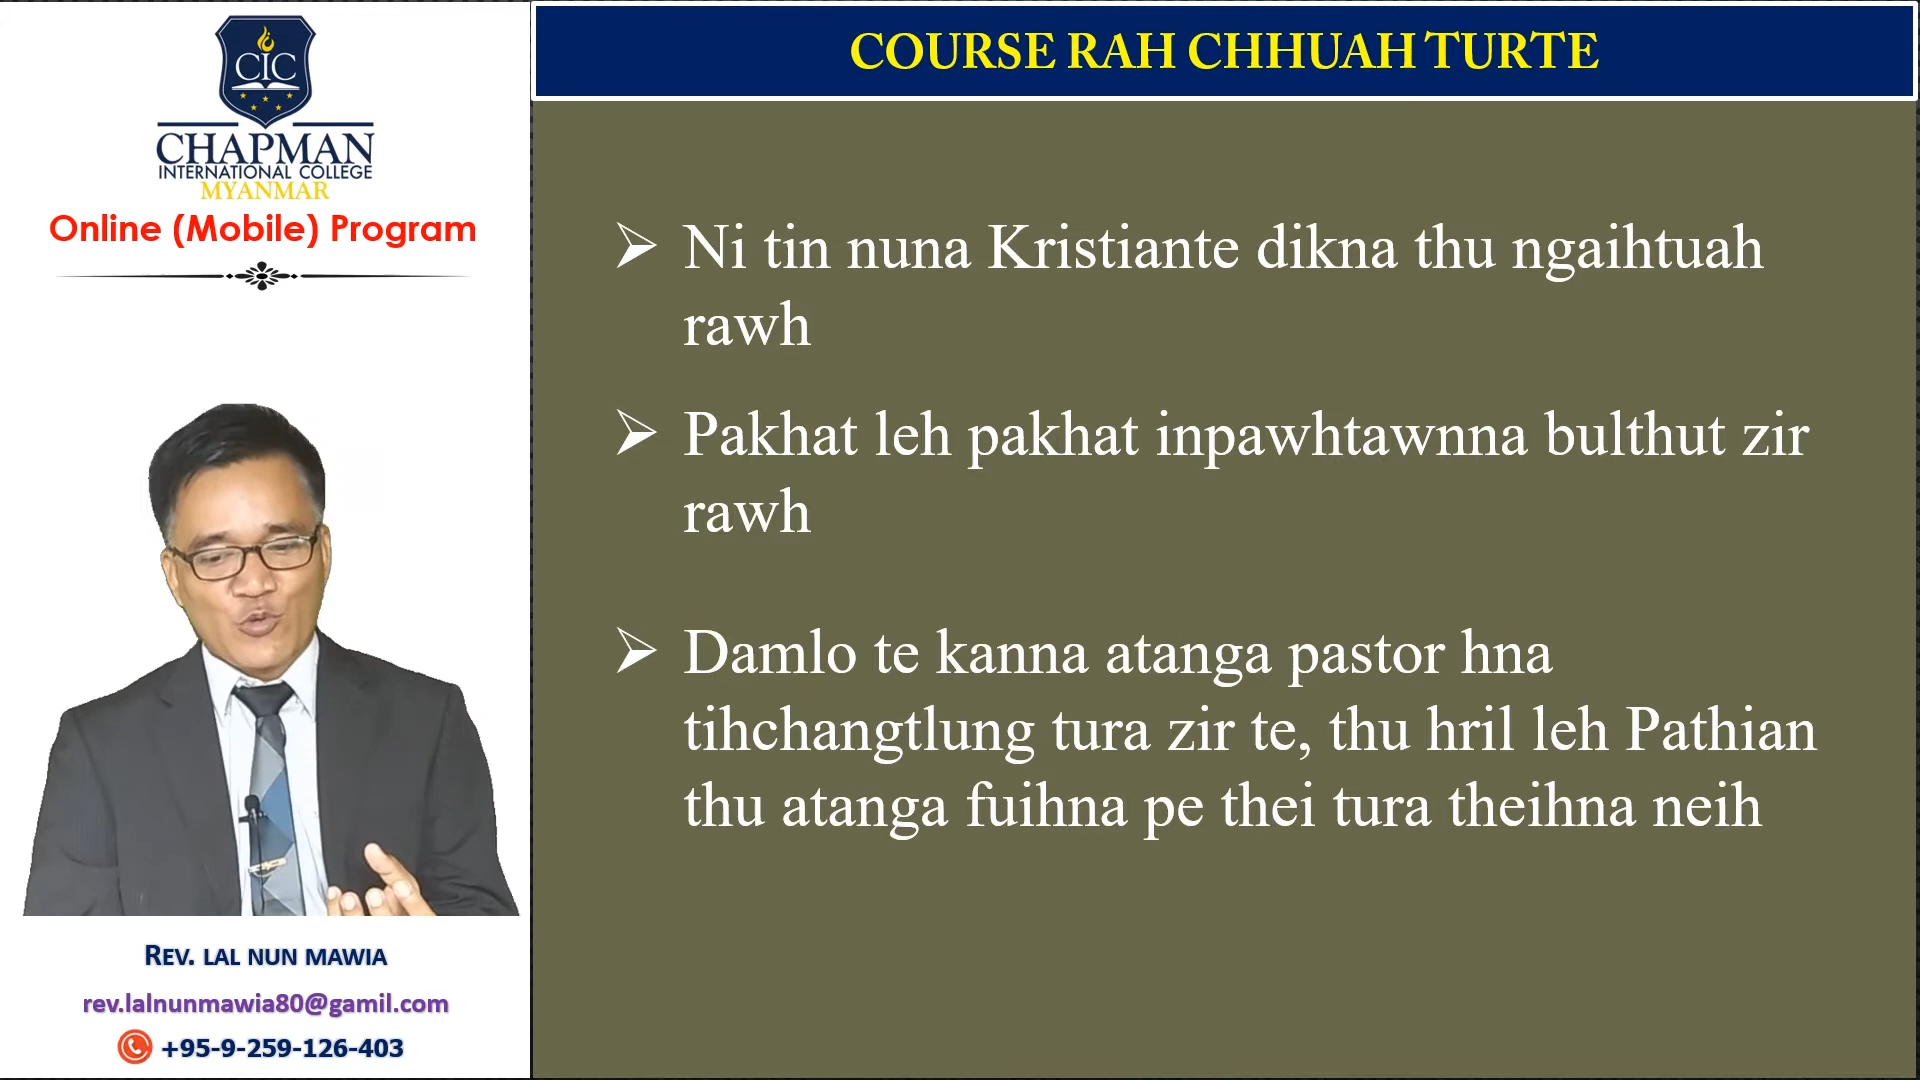 CIC
CHAPMAN
INTERNATIONAL COLLEGE
MYANMAR
Online (Mobile) Program
REV. LAL NUN MAWIA
rev.lalnunmawia80@gamil.com
+95-9-259-126-403
COURSE RAH CHHUAH TURTE
Ni tin nuna Kristiante dikna thu ngaihtuah
rawh
Pakhat leh pakhat inpawhtawnna bulthut zir
rawh
Damlo te kanna atanga pastor hna
tihchangtlung tura zir te, thu hril leh Pathian
thu atanga fuihna pe thei tura theihna neih